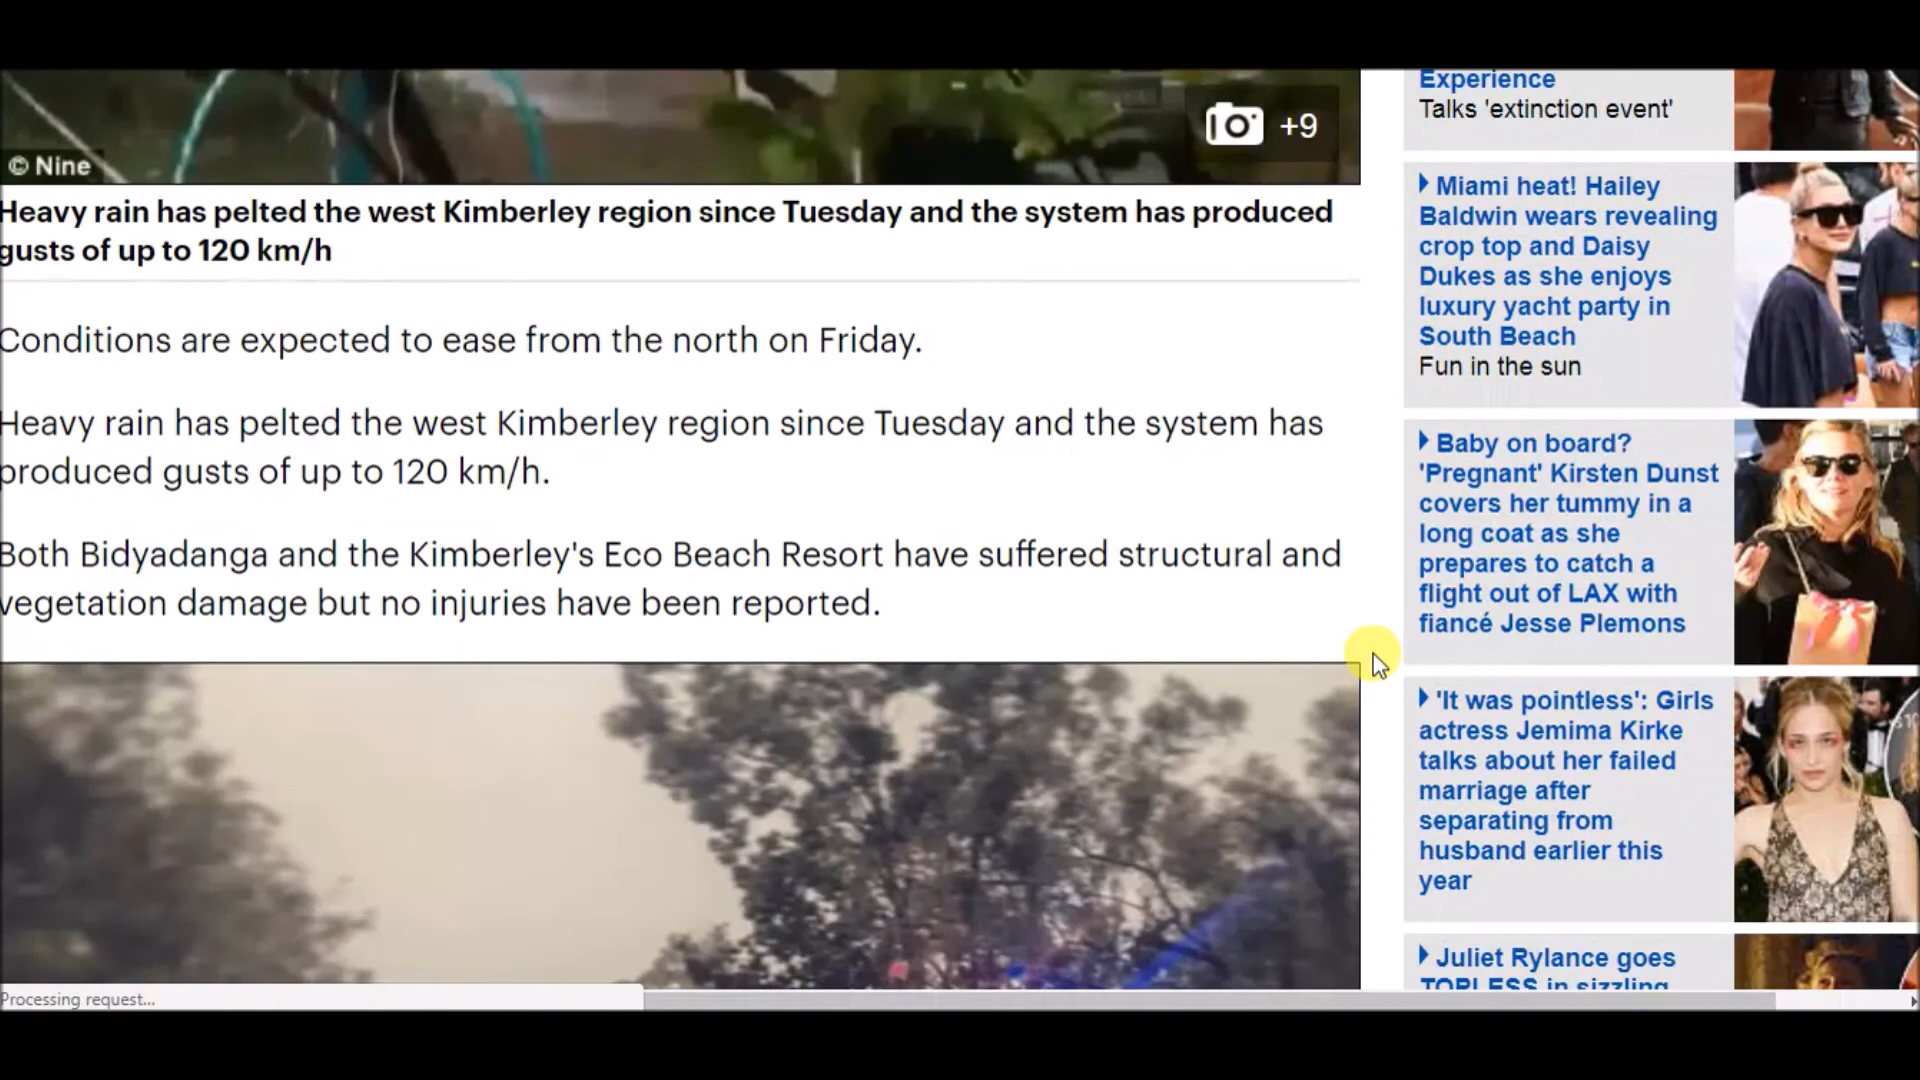 © Nine
+9
Heavy rain has pelted the west Kimberley region since Tuesday and the system has produced
gusts of up to 120 km/h
Conditions are expected to ease from the north on Friday.
Heavy rain has pelted the west Kimberley region since Tuesday and the system has
produced gusts of up to 120 km/h.
Both Bidyadanga and the Kimberley's Eco Beach Resort have suffered structural and
vegetation damage but no injuries have been reported.
Processing request...
Experience
Talks 'extinction event'
Miami heat! Hailey
Baldwin wears revealing
crop top and Daisy
Dukes as she enjoys
luxury yacht party in
South Beach
Fun in the sun
Baby on board?
'Pregnant' Kirsten Dunst
covers her tummy in a
long coat as she
prepares to catch a
flight out of LAX with
fiancé Jesse Plemons
'It was pointless': Girls
actress Jemima Kirke
talks about her failed
marriage after
separating from
husband earlier this
year
Juliet Rylance goes
TOPLESS in sizzling